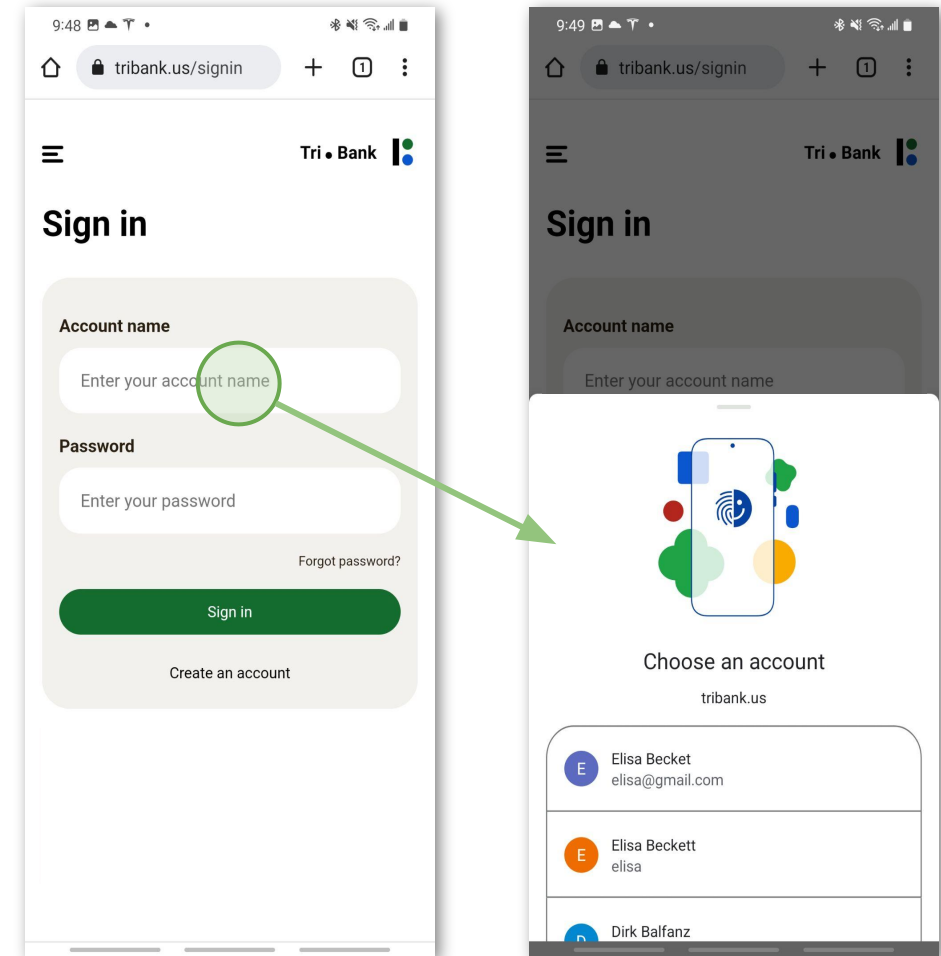 9:48
tribank.us/signin
1
Tri • Bank
Sign in
Account name
Enter your account name
Password
Enter your password
Forgot password?
Sign in
Create an account
9:49
tribank.us/signin
1
Tri • Bank
Sign in
Account name
Enter your account name
Choose an account
tribank.us
E
Elisa Becket
elisa@gmail.com
E
Elisa Beckett
elisa
D
Dirk Balfanz